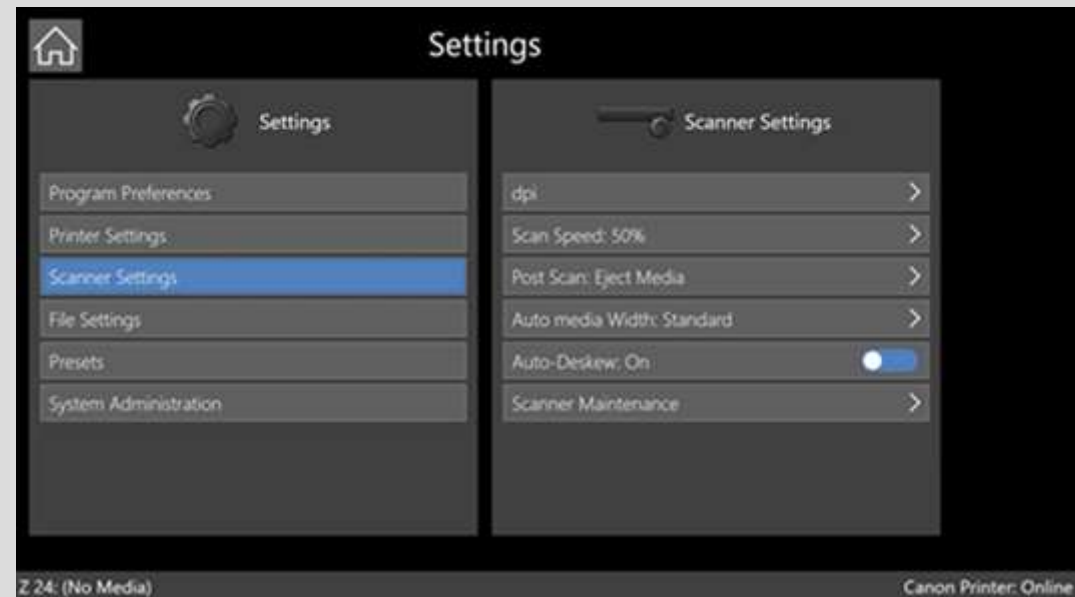 Settings
Settings
Program Preferences
Printer Settings
Scanner Settings
File Settings
Presets
System Administration
Scanner Settings
dpi
Scan Speed: 50%
Post Scan: Eject Media
Auto media Width: Standard
Auto-Deskew: On
Scanner Maintenance
Z 24: (No Media)
Canon Printer: Online